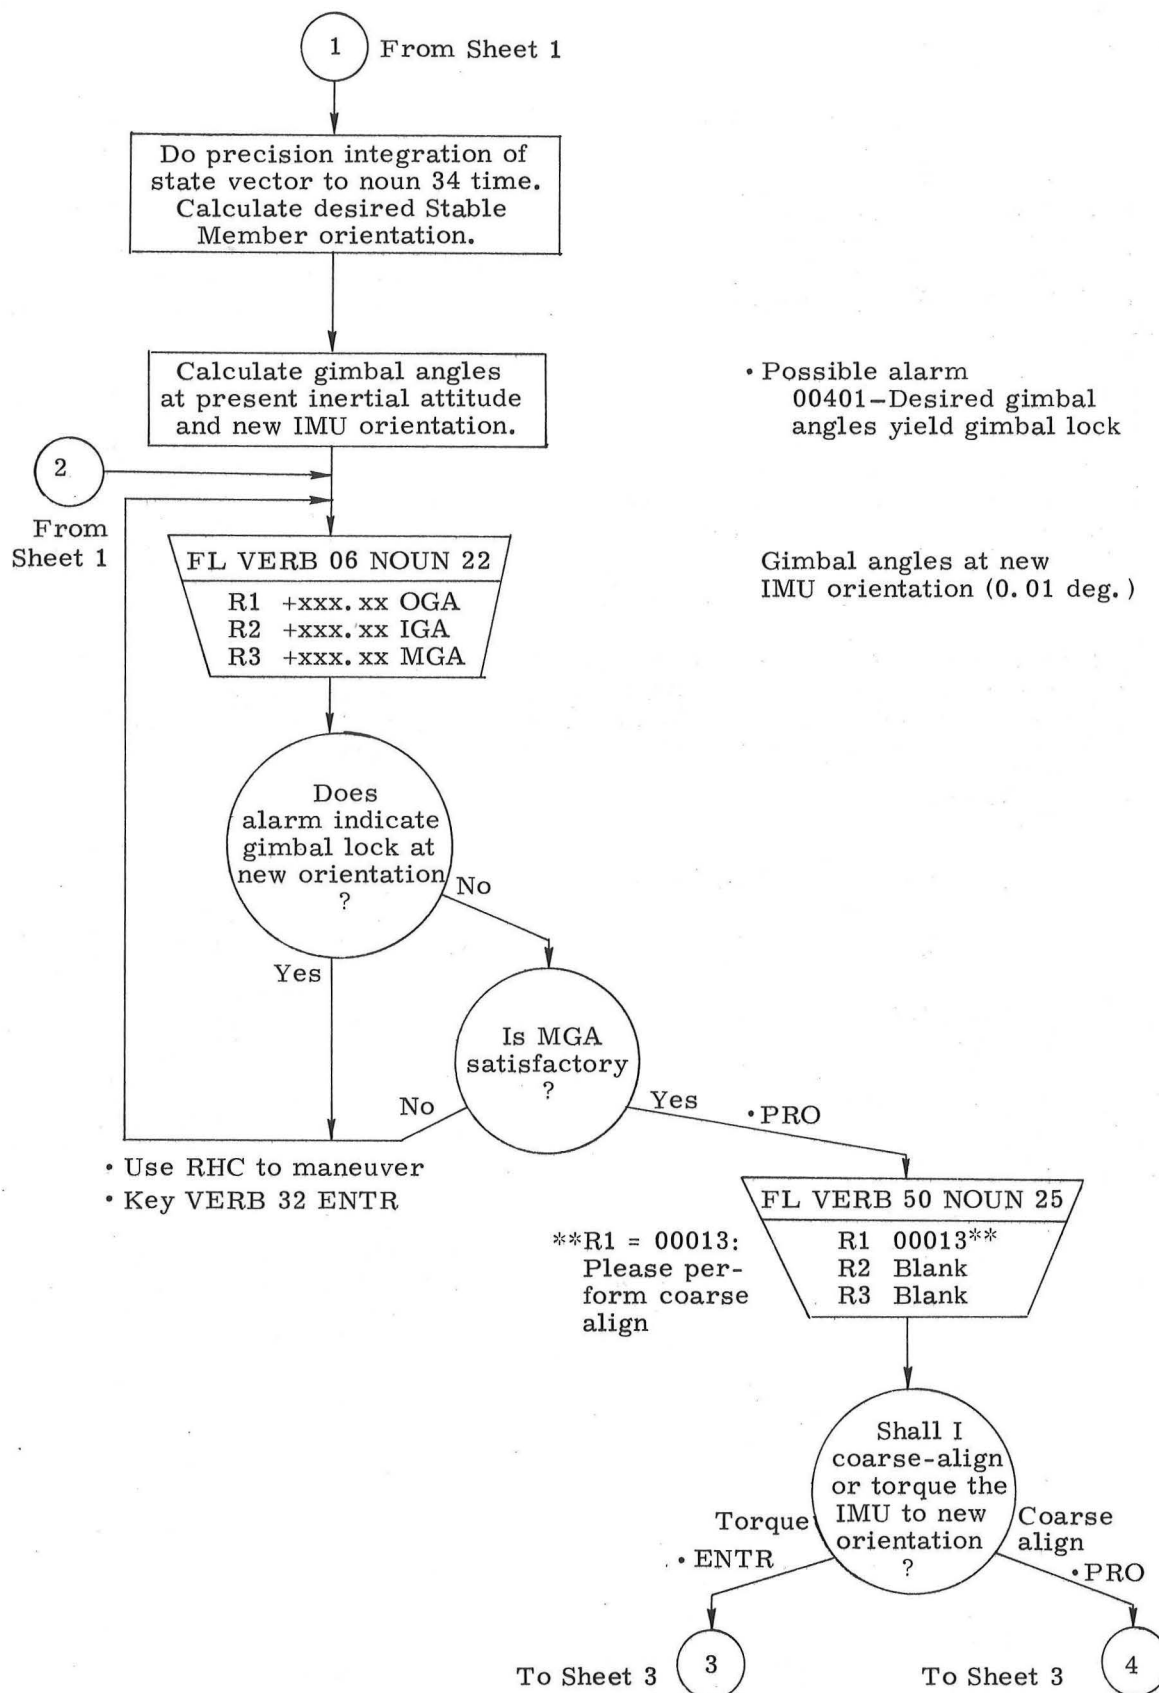 1
From Sheet 1
Do precision integration of
state vector to noun 34 time.
Calculate desired Stable
Member orientation.
Calculate gimbal angles
at present inertial attitude
and new IMU orientation.
• Possible alarm
00401—Desired gimbal
angles yield gimbal lock
2
From
Sheet 1
FL VERB 06 NOUN 22
R1 +xxx.xx OGA
R2 +xxx.xx IGA
R3 +xxx.xx MGA
Gimbal angles at new
IMU orientation (0.01 deg.)
Does
alarm indicate
gimbal lock at
new orientation
?
No
Yes
Is MGA
satisfactory
?
No
Yes
• PRO
• Use RHC to maneuver
• Key VERB 32 ENTR
FL VERB 50 NOUN 25
R1 00013**
R2 Blank
R3 Blank
**R1 = 00013:
Please per-
form coarse
align
Shall I
coarse-align
or torque the
IMU to new
orientation
?
Torque
• ENTR
Coarse
align
• PRO
To Sheet 3
3
To Sheet 3
4